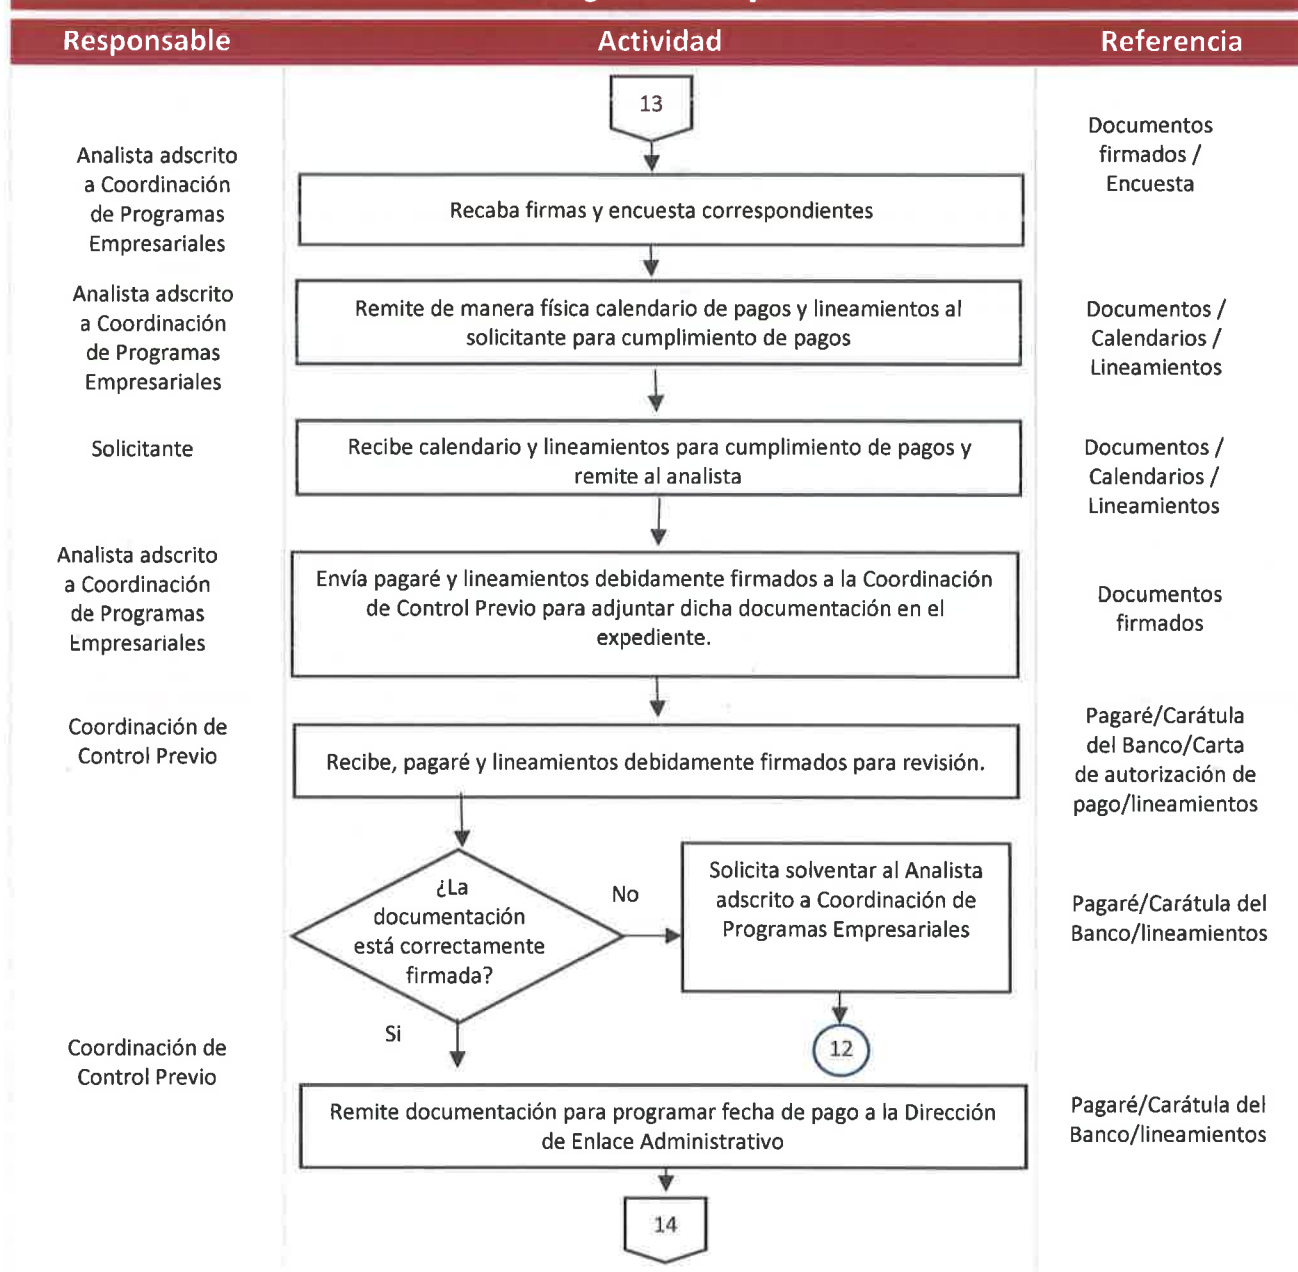 Responsable
Actividad
Referencia
13
Documentos
firmados /
Encuesta
Analista adscrito
a Coordinación
de Programas
Empresariales
Recaba firmas y encuesta correspondientes
Analista adscrito
a Coordinación
de Programas
Empresariales
Remite de manera física calendario de pagos y lineamientos al
solicitante para cumplimiento de pagos
Documentos /
Calendarios /
Lineamientos
Solicitante
Recibe calendario y lineamientos para cumplimiento de pagos y
remite al analista
Documentos /
Calendarios /
Lineamientos
Analista adscrito
a Coordinación
de Programas
Empresariales
Envía pagaré y lineamientos debidamente firmados a la Coordinación
de Control Previo para adjuntar dicha documentación en el
expediente.
Documentos
firmados
Coordinación de
Control Previo
Recibe, pagaré y lineamientos debidamente firmados para revisión.
Pagaré/Carátula
del Banco/Carta
de autorización de
pago/lineamientos
¿La
documentación
está correctamente
firmada?
No
Solicita solventar al Analista
adscrito a Coordinación de
Programas Empresariales
Pagaré/Carátula del
Banco/lineamientos
Si
12
Coordinación de
Control Previo
Remite documentación para programar fecha de pago a la Dirección
de Enlace Administrativo
Pagaré/Carátula del
Banco/lineamientos
14